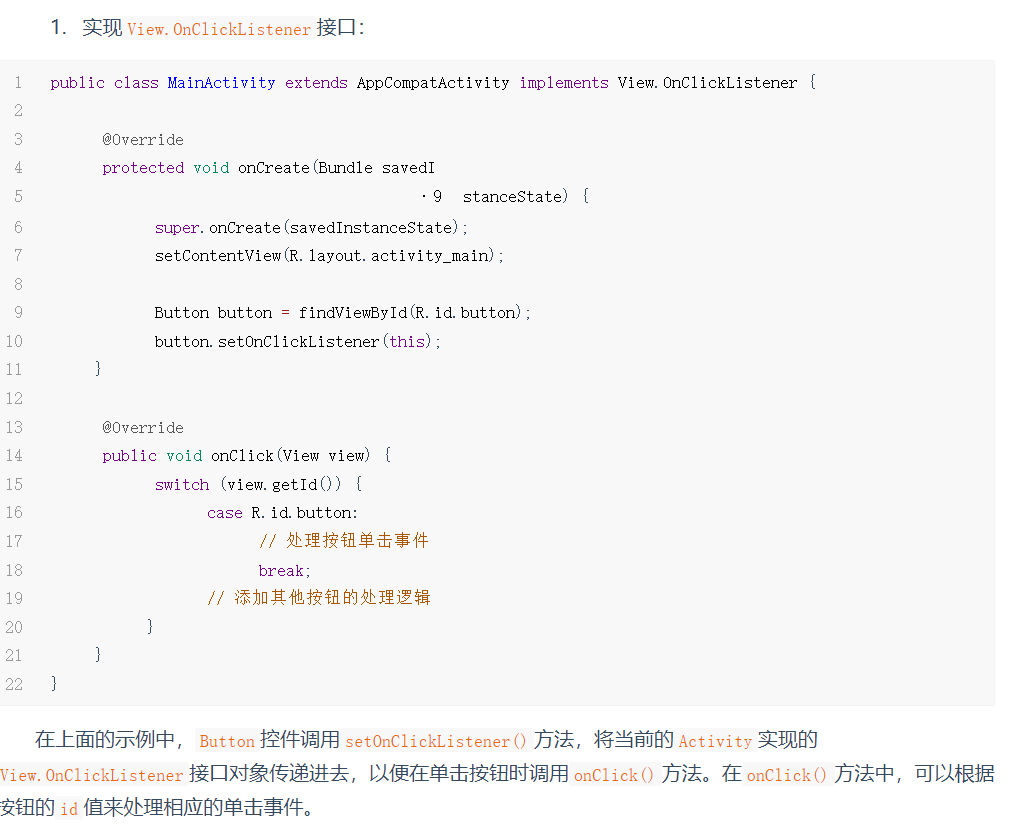 1. 实现 View.OnClickListener 接口：
1 public class MainActivity extends AppCompatActivity implements View.OnClickListener {
2
3 @Override
4 protected void onCreate(Bundle savedI
5 ·9 stanceState) {
6 super.onCreate(savedInstanceState);
7 setContentView(R.layout.activity_main);
8
9 Button button = findViewById(R.id.button);
10 button.setOnClickListener(this);
11 }
12
13 @Override
14 public void onClick(View view) {
15 switch (view.getId()) {
16 case R.id.button:
17 // 处理按钮单击事件
18 break;
19 // 添加其他按钮的处理逻辑
20 }
21 }
22 }
在上面的示例中， Button 控件调用 setOnClickListener() 方法，将当前的 Activity 实现的
View.OnClickListener 接口对象传递进去，以便在单击按钮时调用 onClick() 方法。在 onClick() 方法中，可以根据
按钮的 id 值来处理相应的单击事件。